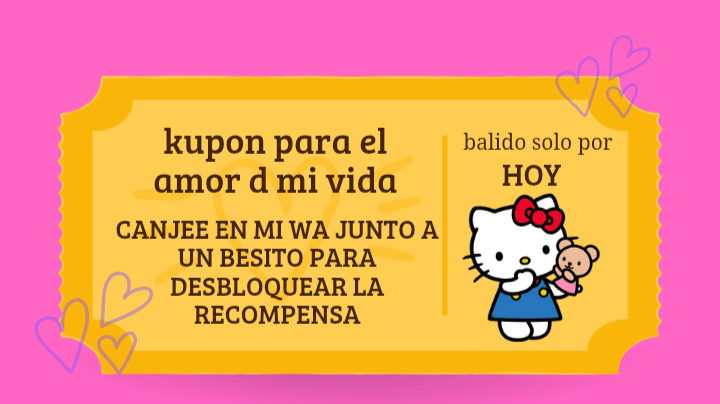 kupon para el
amor d mi vida
CANJEE EN MI WA JUNTO A
UN BESITO PARA
DESBLOQUEAR LA
RECOMPENSA
balido solo por
HOY